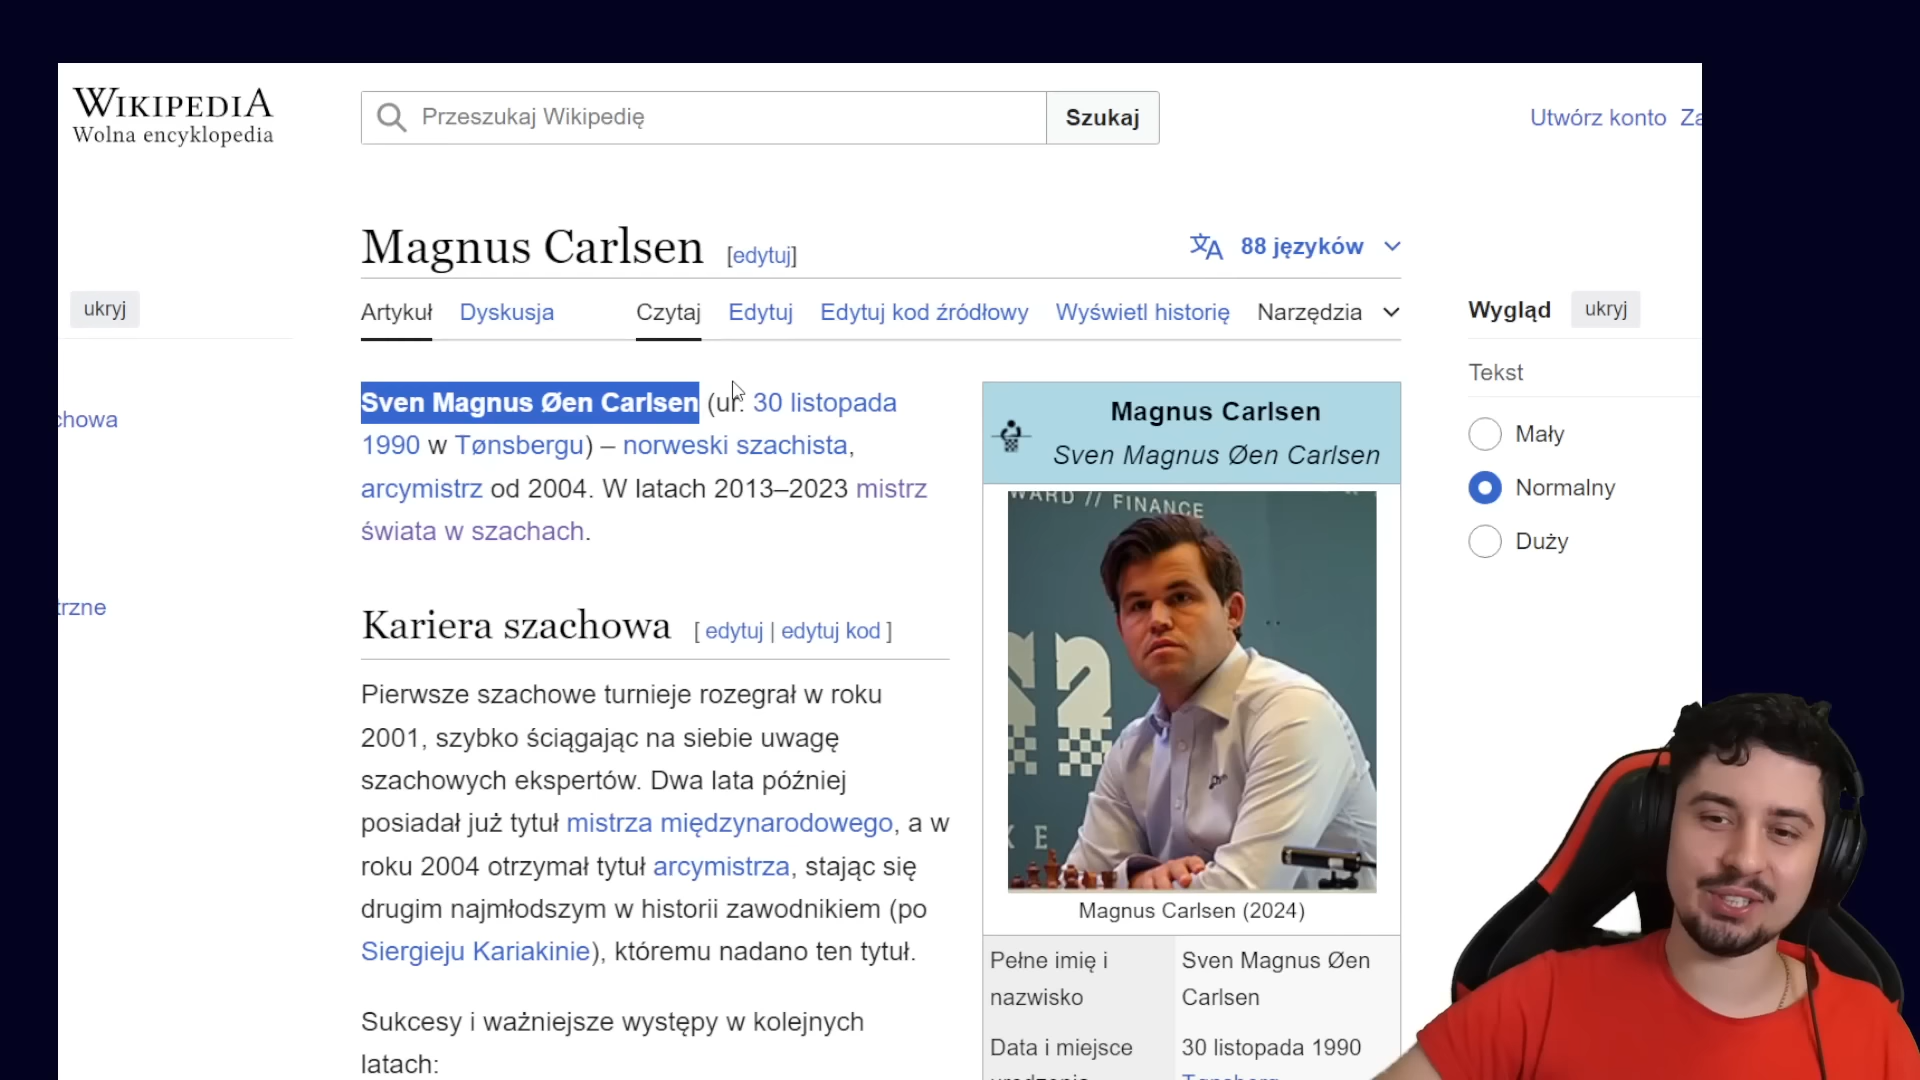 WIKIPEDIA
Wolna encyklopedia
Przeszukaj Wikipedię
Szukaj
Utwórz konto
Magnus Carlsen [edytuj]
88 języków
ukryj
Artykuł Dyskusja Czytaj Edytuj Edytuj kod źródłowy Wyświetl historię Narzędzia
Wygląd ukryj
Tekst
Mały
Normalny
Duży
chowa
trzne
Sven Magnus Øen Carlsen (ur. 30 listopada
1990 w Tønsbergu) – norweski szachista,
arcymistrz od 2004. W latach 2013–2023 mistrz
świata w szachach.
Kariera szachowa [ edytuj | edytuj kod ]
Pierwsze szachowe turnieje rozegrał w roku
2001, szybko ściągając na siebie uwagę
szachowych ekspertów. Dwa lata później
posiadał już tytuł mistrza międzynarodowego, a w
roku 2004 otrzymał tytuł arcymistrza, stając się
drugim najmłodszym w historii zawodnikiem (po
Siergieju Kariakinie), któremu nadano ten tytuł.
Sukcesy i ważniejsze występy w kolejnych
latach:
Magnus Carlsen
Sven Magnus Øen Carlsen
WARD // FINANCE
Magnus Carlsen (2024)
Pełne imię i
nazwisko
Sven Magnus Øen
Carlsen
Data i miejsce
30 listopada 1990